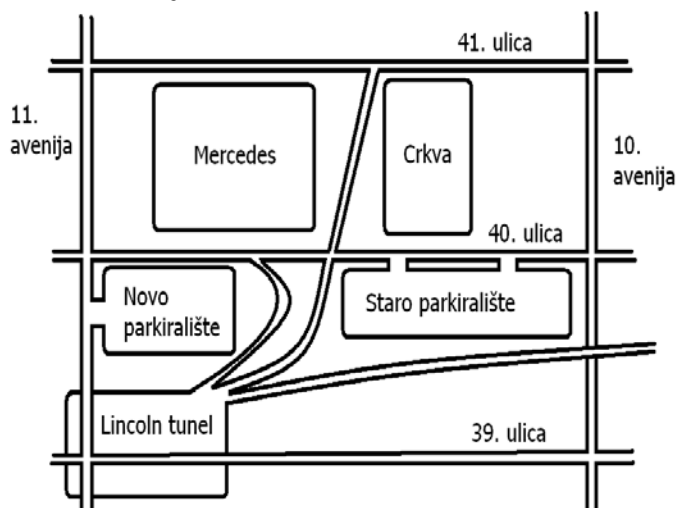 41. ulica
11.
avenija
Mercedes
Crkva
10.
avenija
40. ulica
Novo
parkiralište
Staro parkiralište
Lincoln tunel
39. ulica